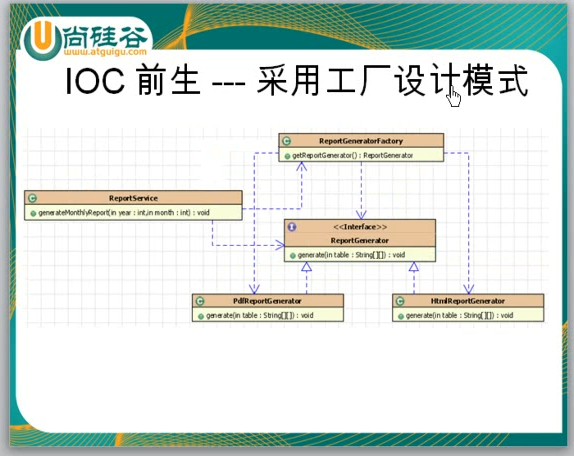 尚硅谷
www.atguigu.com
IOC 前生 --- 采用工厂设计模式
ReportGeneratorFactory
getReportGenerator() : ReportGenerator
ReportService
generateMonthlyReport(in year : int,in month : int) : void
<<Interface>>
ReportGenerator
generate(in table : String[][]) : void
PdfReportGenerator
generate(in table : String[][]) : void
HtmlReportGenerator
generate(in table : String[][]) : void